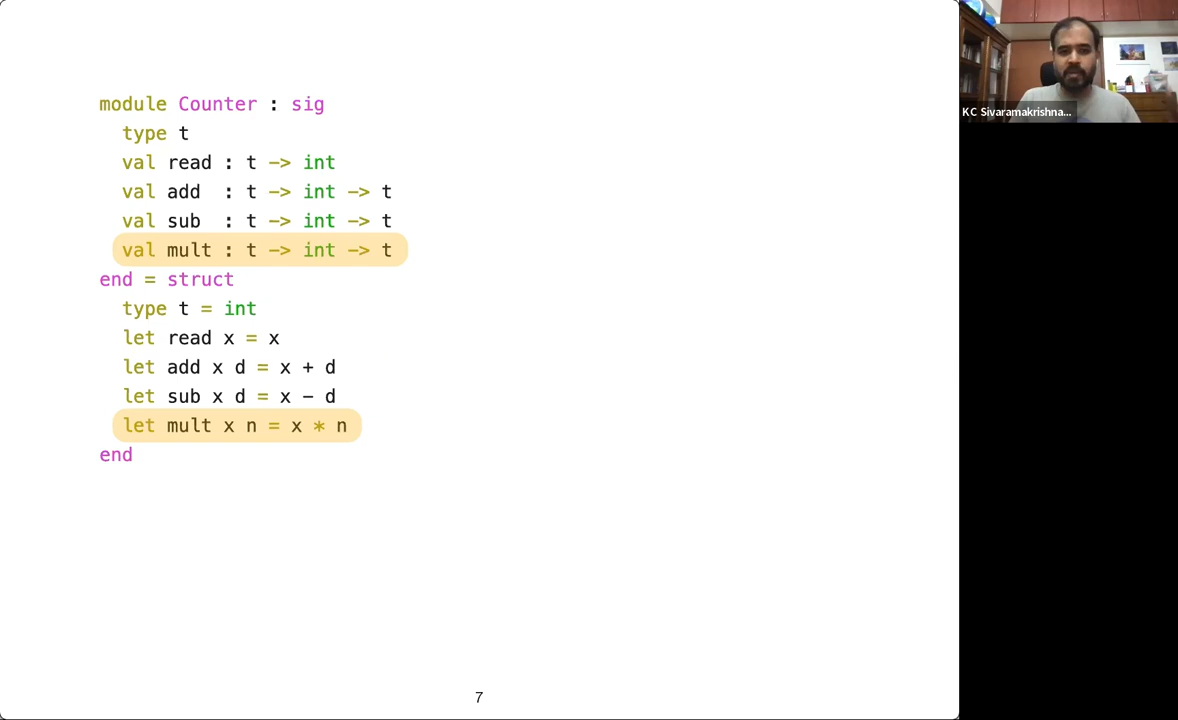 module Counter : sig
type t
val read : t -> int
val add : t -> int -> t
val sub : t -> int -> t
val mult : t -> int -> t
end = struct
type t = int
let read x = x
let add x d = x + d
let sub x d = x - d
let mult x n = x * n
end
7
KC Sivaramakrishna...